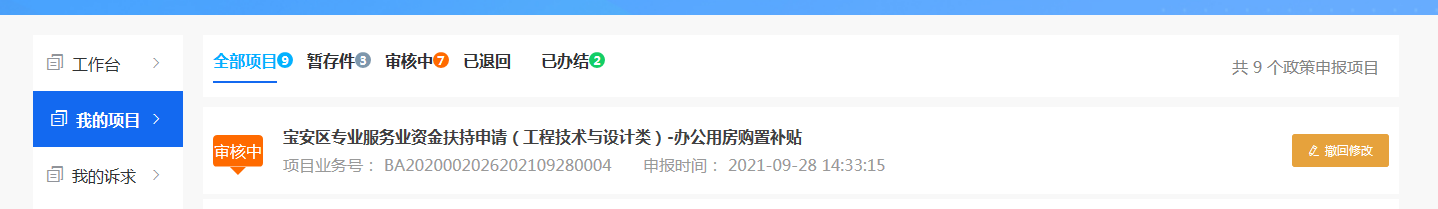 工作台
我的项目
我的诉求
全部项目 9 暂存件 3 审核中 7 已退回 已办结 2
共 9 个政策申报项目
审核中
宝安区专业服务业资金扶持申请（工程技术与设计类）-办公用房购置补贴
项目业务号： BA2020002026202109280004 申报时间： 2021-09-28 14:33:15
撤回修改